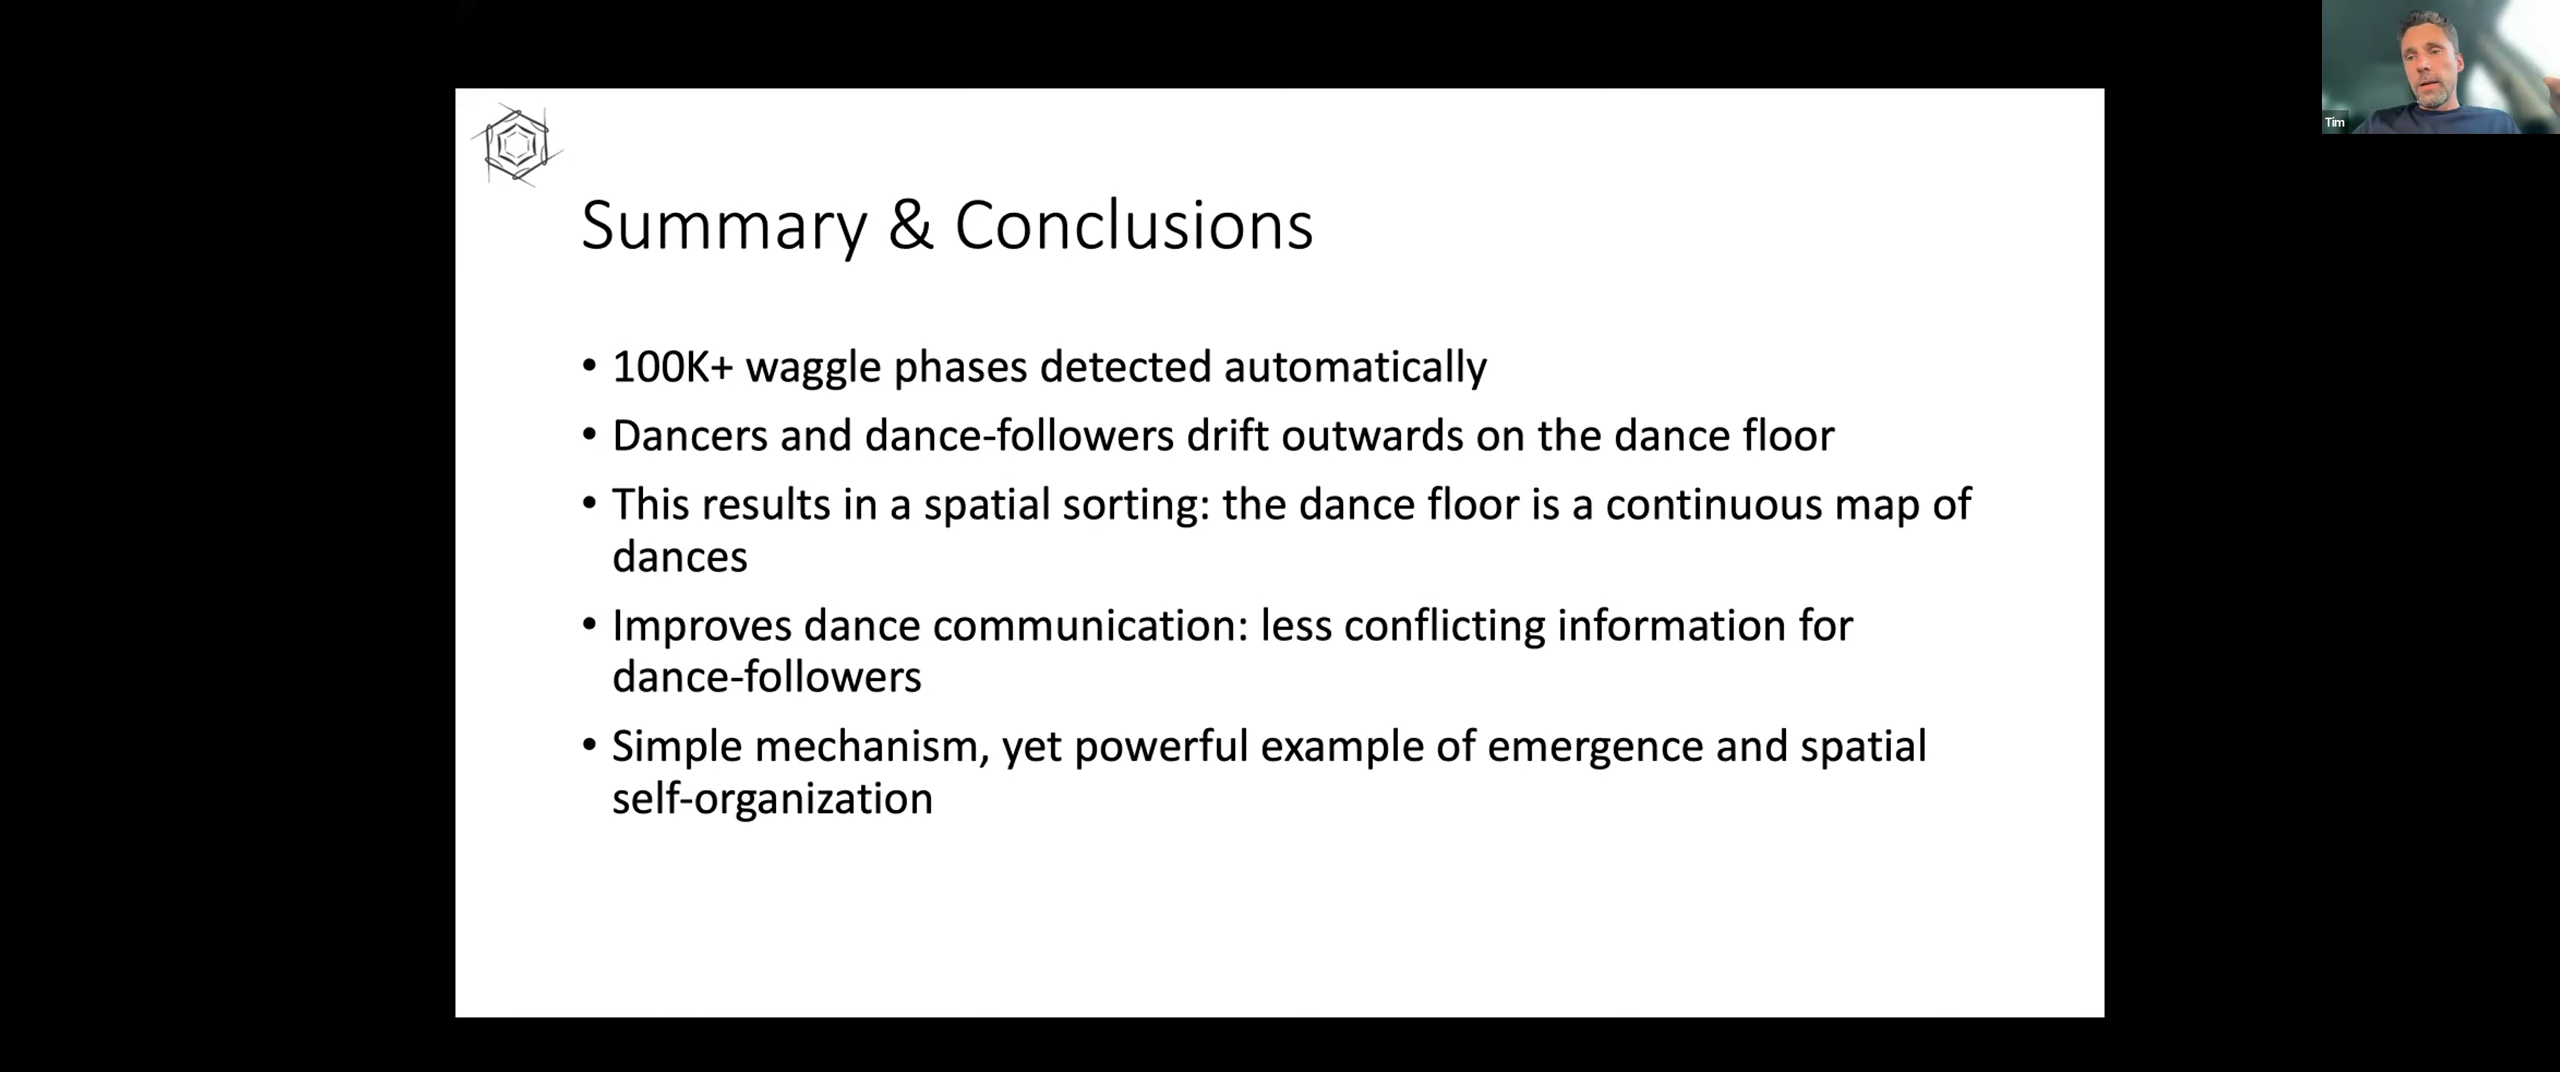 Tim
Summary & Conclusions
• 100K+ waggle phases detected automatically
• Dancers and dance-followers drift outwards on the dance floor
• This results in a spatial sorting: the dance floor is a continuous map of
dances
• Improves dance communication: less conflicting information for
dance-followers
• Simple mechanism, yet powerful example of emergence and spatial
self-organization